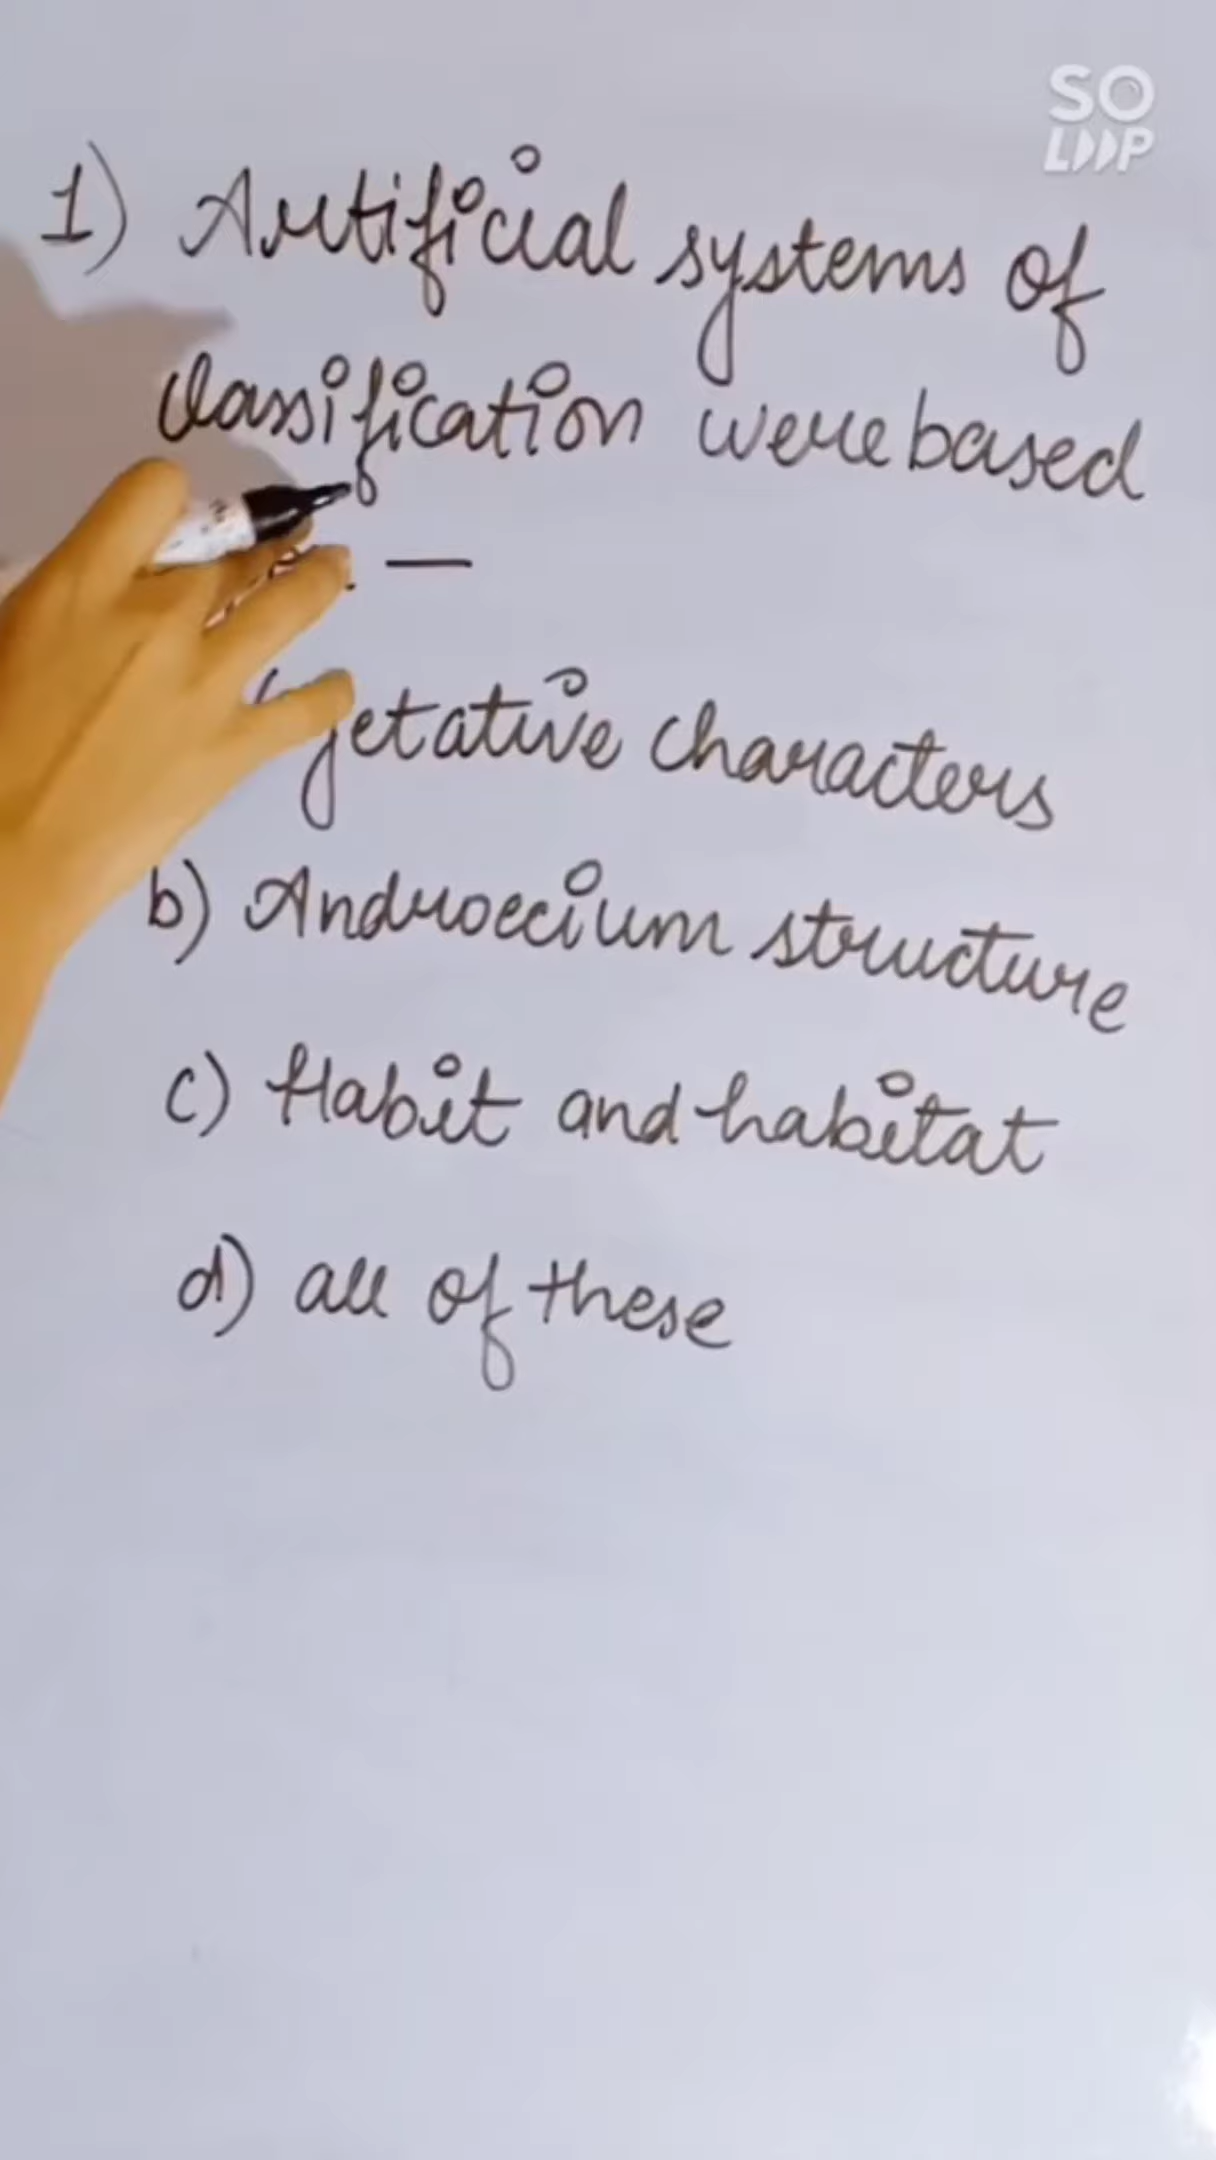 SO
LOOP
1) Artificial systems of
classification were based
—
getative characters
b) Androecium structure
c) Habit and habitat
d) all of these